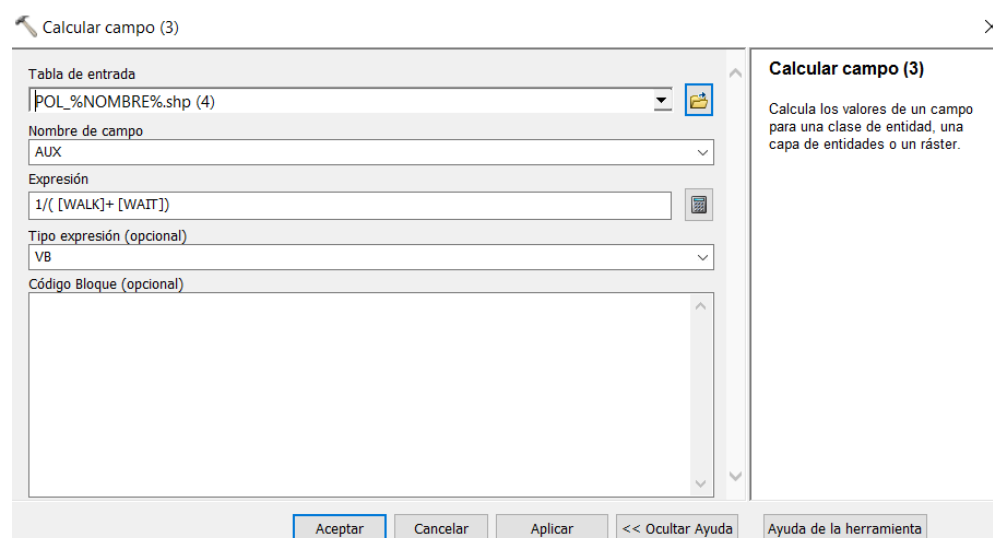 Calcular campo (3)
Tabla de entrada
POL_%NOMBRE%.shp (4)
Nombre de campo
AUX
Expresión
1/( [WALK]+ [WAIT])
Tipo expresión (opcional)
VB
Código Bloque (opcional)
Calcular campo (3)
Calcula los valores de un campo
para una clase de entidad, una
capa de entidades o un ráster.
Aceptar
Cancelar
Aplicar
<< Ocultar Ayuda
Ayuda de la herramienta